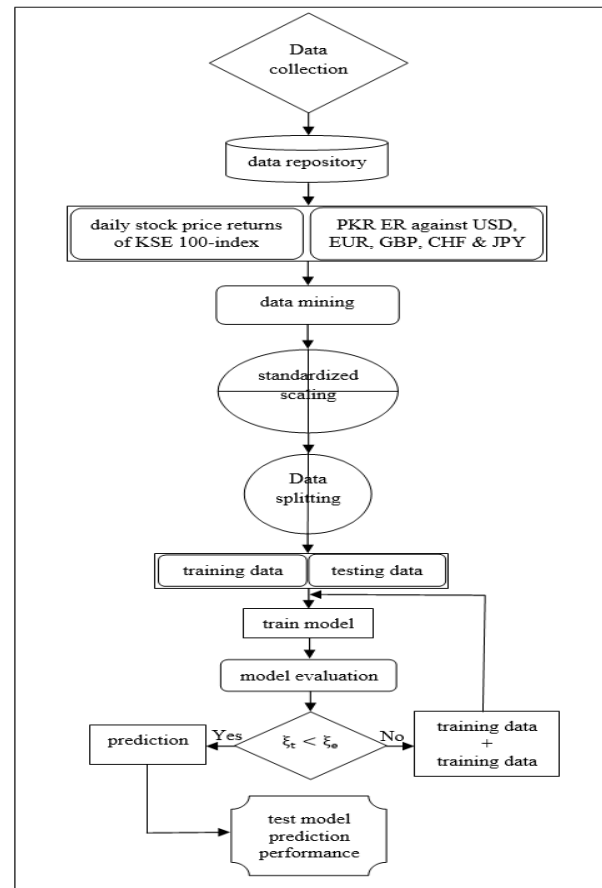 Data
collection
data repository
daily stock price returns
of KSE 100-index
PKR ER against USD,
EUR, GBP, CHF & JPY
data mining
standardized
scaling
Data
splitting
training data
testing data
train model
model evaluation
Yes
ξt < ξe
No
prediction
training data
+
training data
test model
prediction
performance